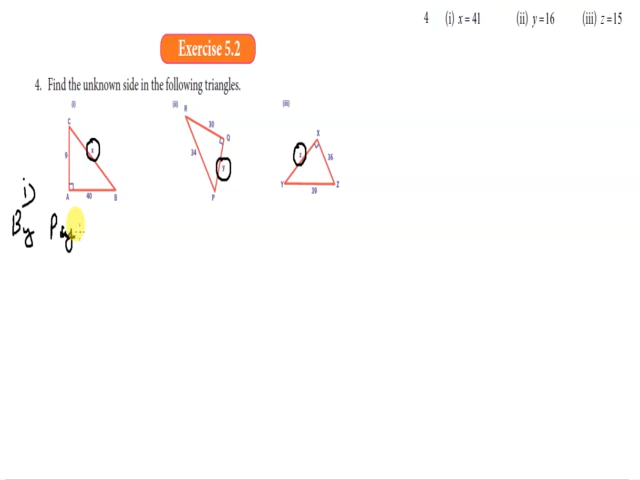 4 (i) x = 41 (ii) y =16 (iii) z =15
Exercise 5.2
4. Find the unknown side in the following triangles.
(i) (ii) (iii)
C
9
x
A 40 B
R
30
Q
34
y
P
X
z
36
Y 39 Z
i)
By